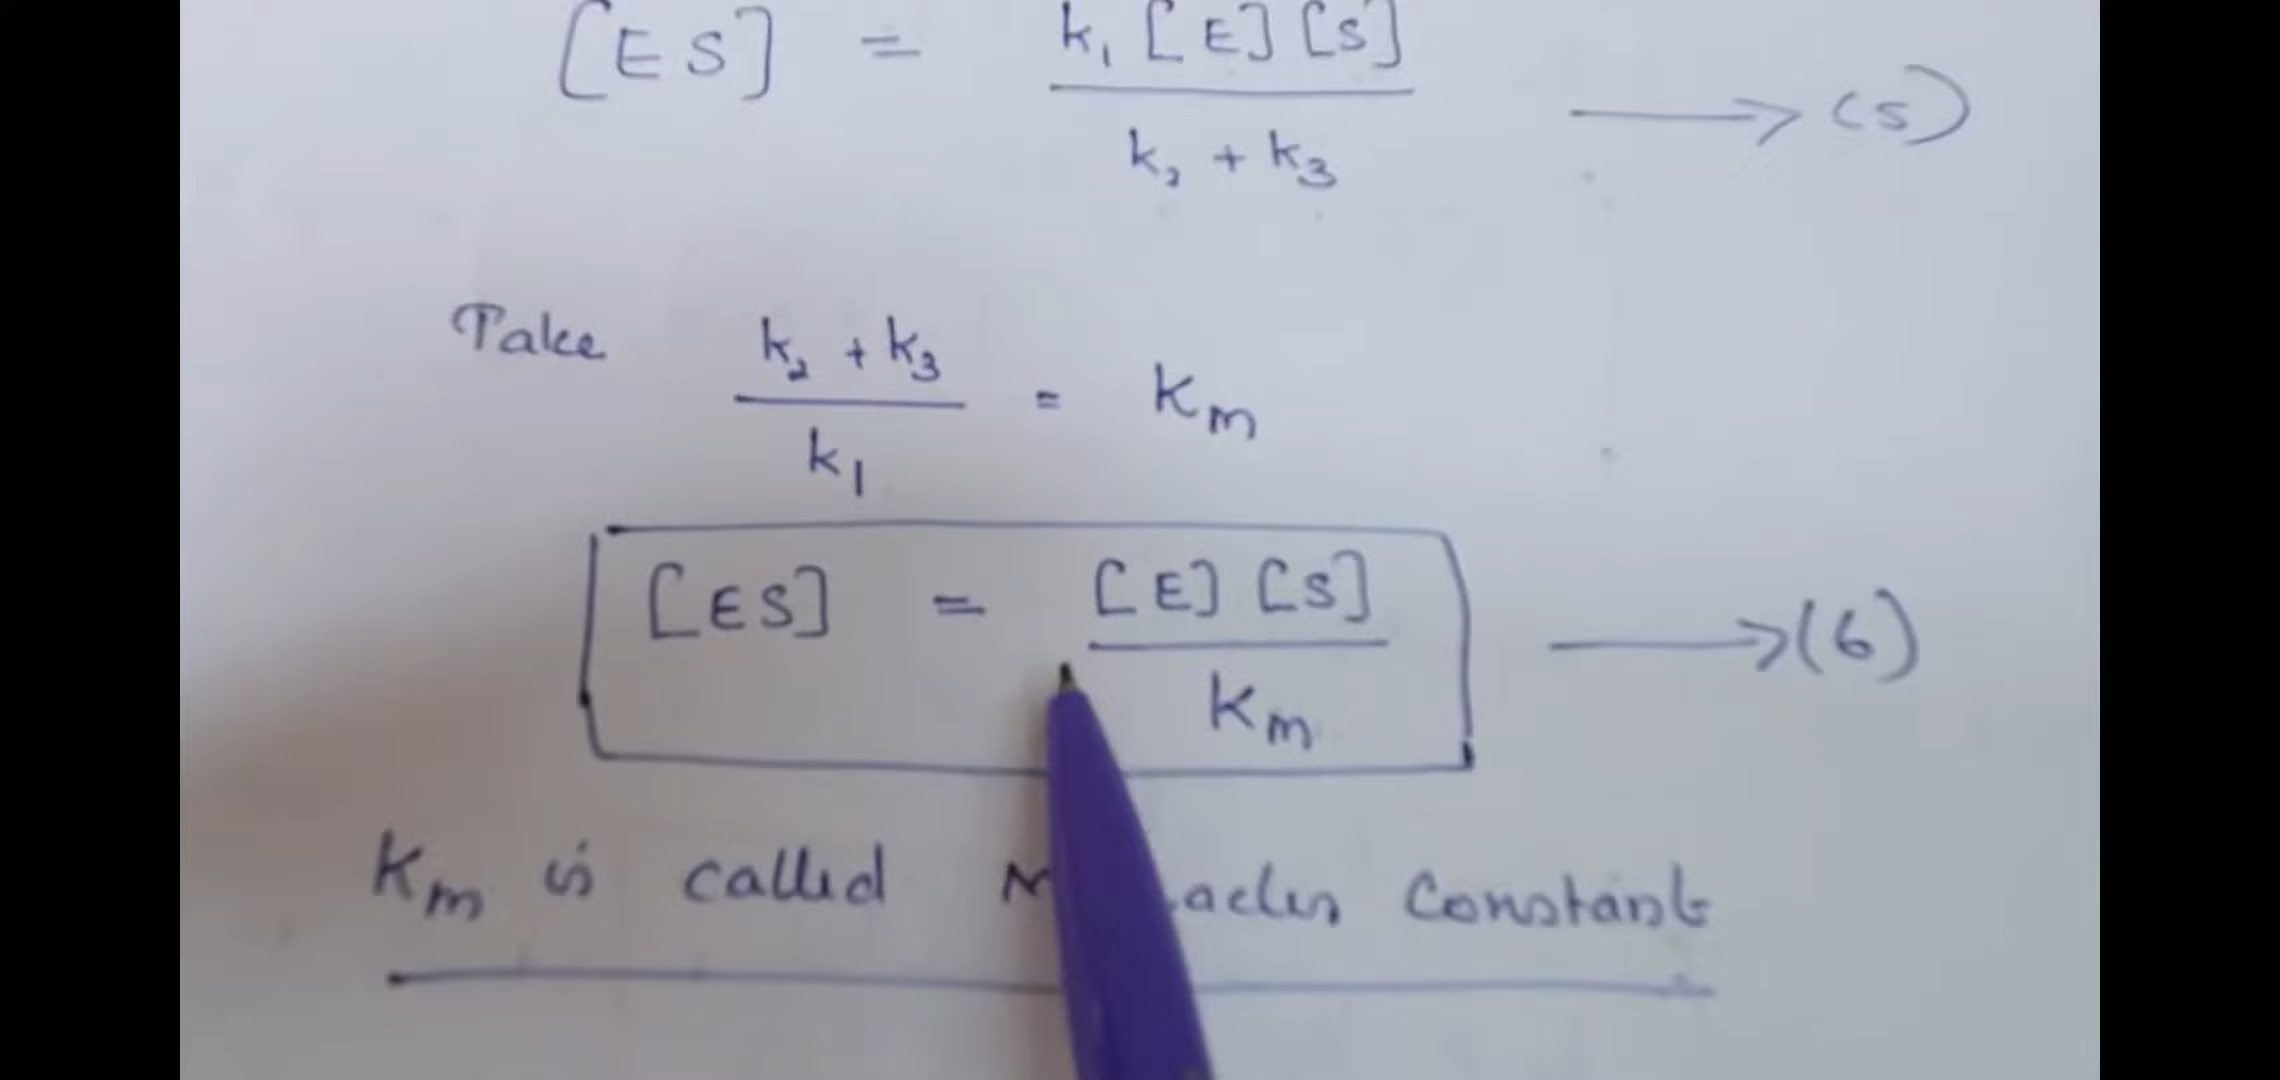 [ES] = k₁ [E] [S] / k₂ + k₃ ⟶ (5)
Take k₂ + k₃ / k₁ = Kₘ
[ES] = [E] [S] / Kₘ ⟶ (6)
Kₘ is called Constant